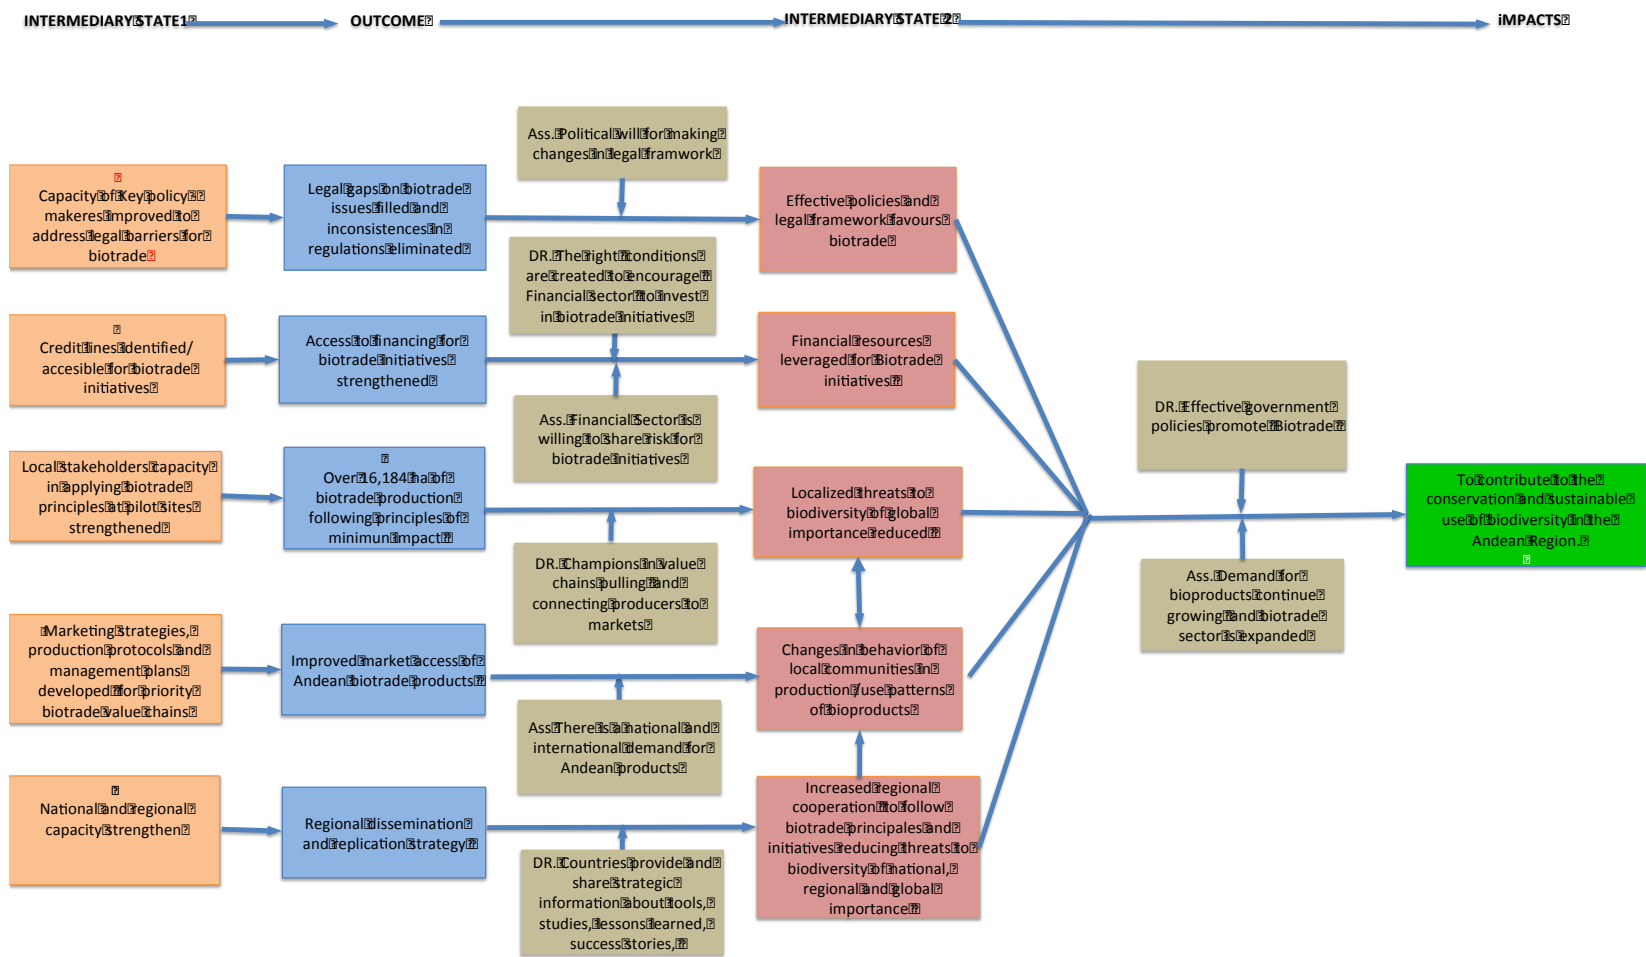 INTERMEDIARY STATE1
OUTCOME
INTERMEDIARY STATE 2
iMPACTS
Capacity of Key policy
makeres improved to
address legal barriers for
biotrade
Legal gaps on biotrade
issues filled and
inconsistences in
regulations eliminated
Ass. Political will for making
changes in legal framwork
Effective policies and
legal framework favours
biotrade
DR. The right conditions
are created to encourage
Financial sector to invest
in biotrade initiatives
Credit lines identified/
accesible for biotrade
initiatives
Access to financing for
biotrade initiatives
strengthened
Financial resources
leveraged for Biotrade
initiatives
Ass. Financial Sector is
willing to share risk for
biotrade initiatives
Local stakeholders capacity
in applying biotrade
principles at pilot sites
strengthened
Over 16,184 ha of
biotrade production
following principles of
minimun impact
Localized threats to
biodiversity of global
importance reduced
DR. Champions in value
chains pulling and
connecting producers to
markets
Marketing strategies,
production protocols and
management plans
developed for priority
biotrade value chains
Improved market access of
Andean biotrade products
Changes in behavior of
local communities in
production /use patterns
of bioproducts
Ass There is a national and
international demand for
Andean products
National and regional
capacity strengthen
Regional dissemination
and replication strategy
Increased regional
cooperation to follow
biotrade principales and
initiatives reducing threats to
biodiversity of national,
regional and global
importance
DR. Countries provide and
share strategic
information about tools,
studies, lessons learned,
success stories,
DR. Effective government
policies promote Biotrade
Ass. Demand for
bioproducts continue
growing and biotrade
sector is expanded
To contribute to the
conservation and sustainable
use of biodiversity in the
Andean Region.